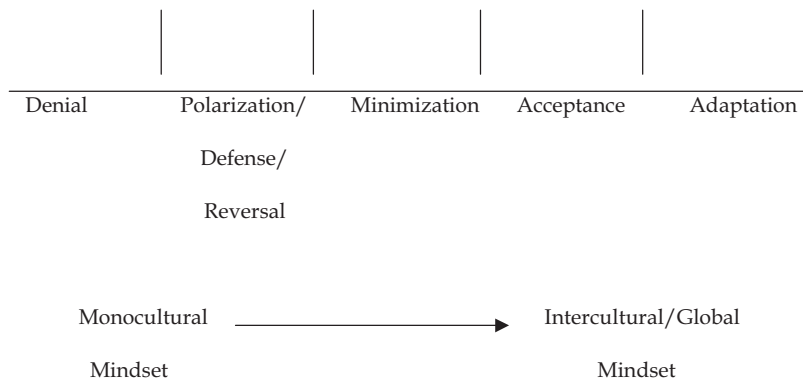 Denial Polarization/ Minimization Acceptance Adaptation
Defense/
Reversal
Monocultural Intercultural/Global
Mindset Mindset